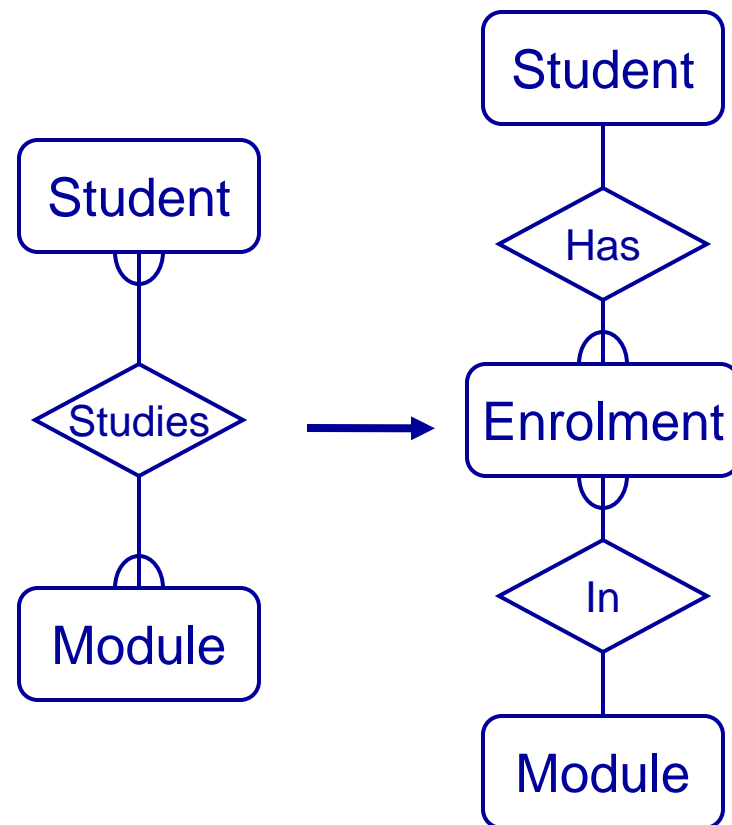 Student
Studies
Module
Student
Has
Enrolment
In
Module